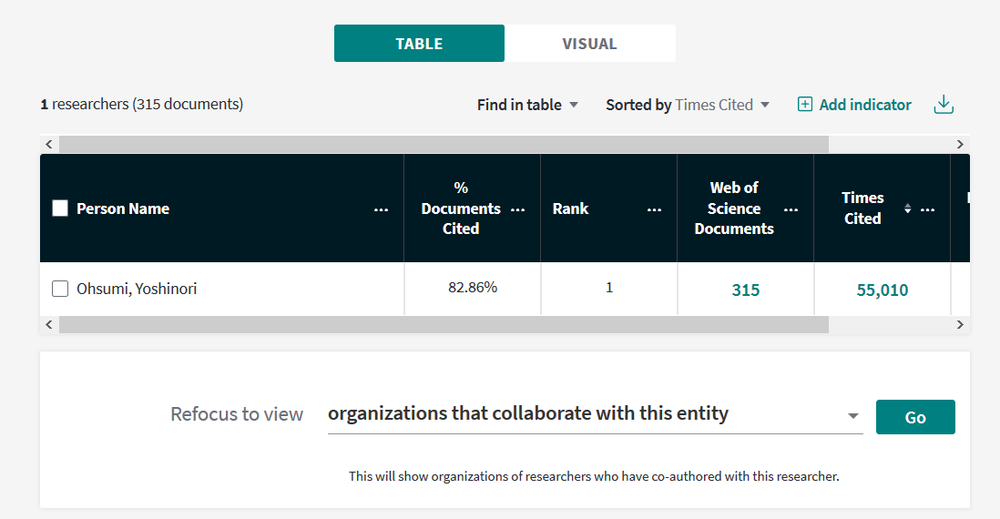 TABLE VISUAL
1 researchers (315 documents) Find in table Sorted by Times Cited Add indicator
Person Name ... % Documents Cited ... Rank ... Web of Science Documents ... Times Cited ...
Ohsumi, Yoshinori 82.86% 1 315 55,010
Refocus to view organizations that collaborate with this entity Go
This will show organizations of researchers who have co-authored with this researcher.